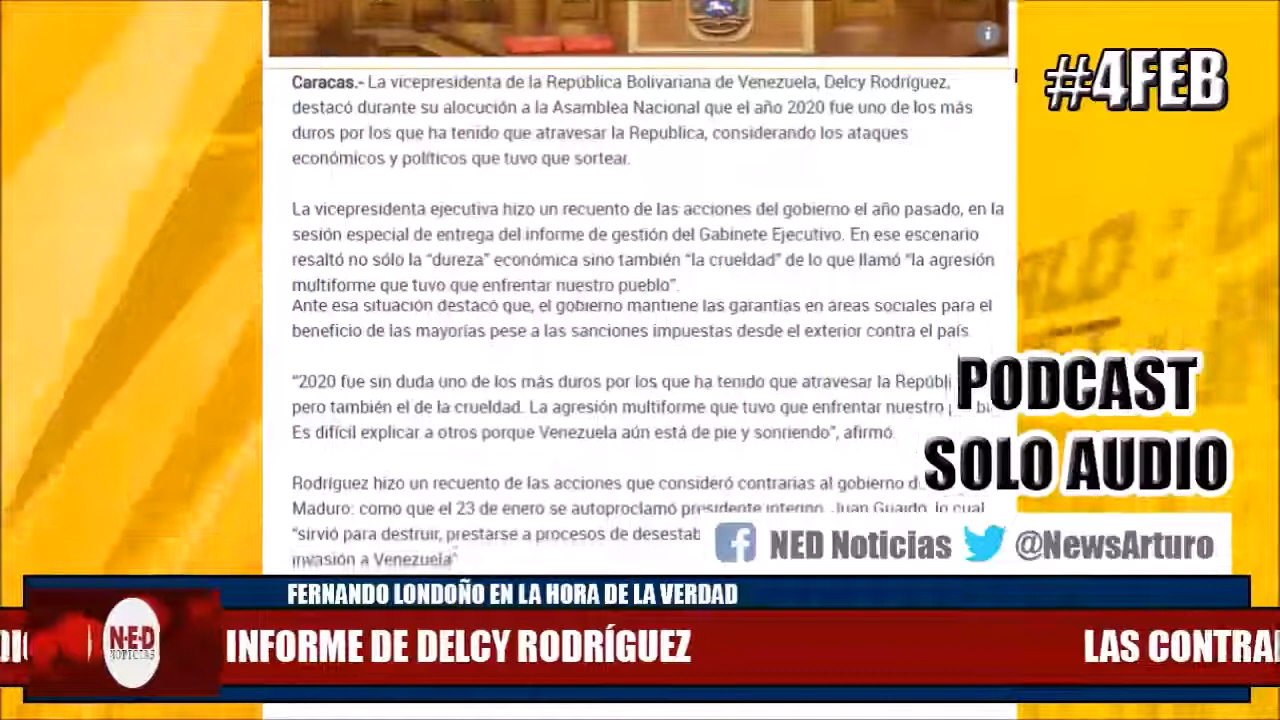 #4FEB
Caracas.- La vicepresidenta de la República Bolivariana de Venezuela, Delcy Rodríguez,
destacó durante su alocución a la Asamblea Nacional que el año 2020 fue uno de los más
duros por los que ha tenido que atravesar la Republica, considerando los ataques
económicos y políticos que tuvo que sortear.
La vicepresidenta ejecutiva hizo un recuento de las acciones del gobierno el año pasado, en la
sesión especial de entrega del informe de gestión del Gabinete Ejecutivo. En ese escenario
resaltó no sólo la “dureza” económica sino también “la crueldad” de lo que llamó “la agresión
multiforme que tuvo que enfrentar nuestro pueblo”.
Ante esa situación destacó que, el gobierno mantiene las garantías en áreas sociales para el
beneficio de las mayorías pese a las sanciones impuestas desde el exterior contra el país.
“2020 fue sin duda uno de los más duros por los que ha tenido que atravesar la Repúbli
pero también el de la crueldad. La agresión multiforme que tuvo que enfrentar nuestro
Es difícil explicar a otros porque Venezuela aún está de pie y sonriendo”, afirmó.
Rodríguez hizo un recuento de las acciones que consideró contrarias al gobierno d
Maduro: como que el 23 de enero se autoproclamó presidente interino, Juan Guaido, lo cual
“sirvió para destruir, prestarse a procesos de desestab
invasión a Venezuela”
PODCAST
SOLO AUDIO
NED Noticias @NewsArturo
FERNANDO LONDOÑO EN LA HORA DE LA VERDAD
N·E·D
NOTICIAS
INFORME DE DELCY RODRÍGUEZ
LAS CONTRA